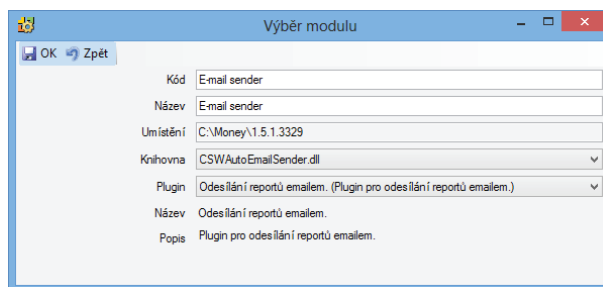 Výběr modulu
OK Zpét
Kód E-mail sender
Název E-mail sender
Umístění C:\Money\1.5.1.3329
Knihovna CSWAutoEmailSender.dll
Plugin Odesílání reportů emailem. (Plugin pro odesílání reportů emailem.)
Název Odesílání reportů emailem.
Popis Plugin pro odesílání reportů emailem.